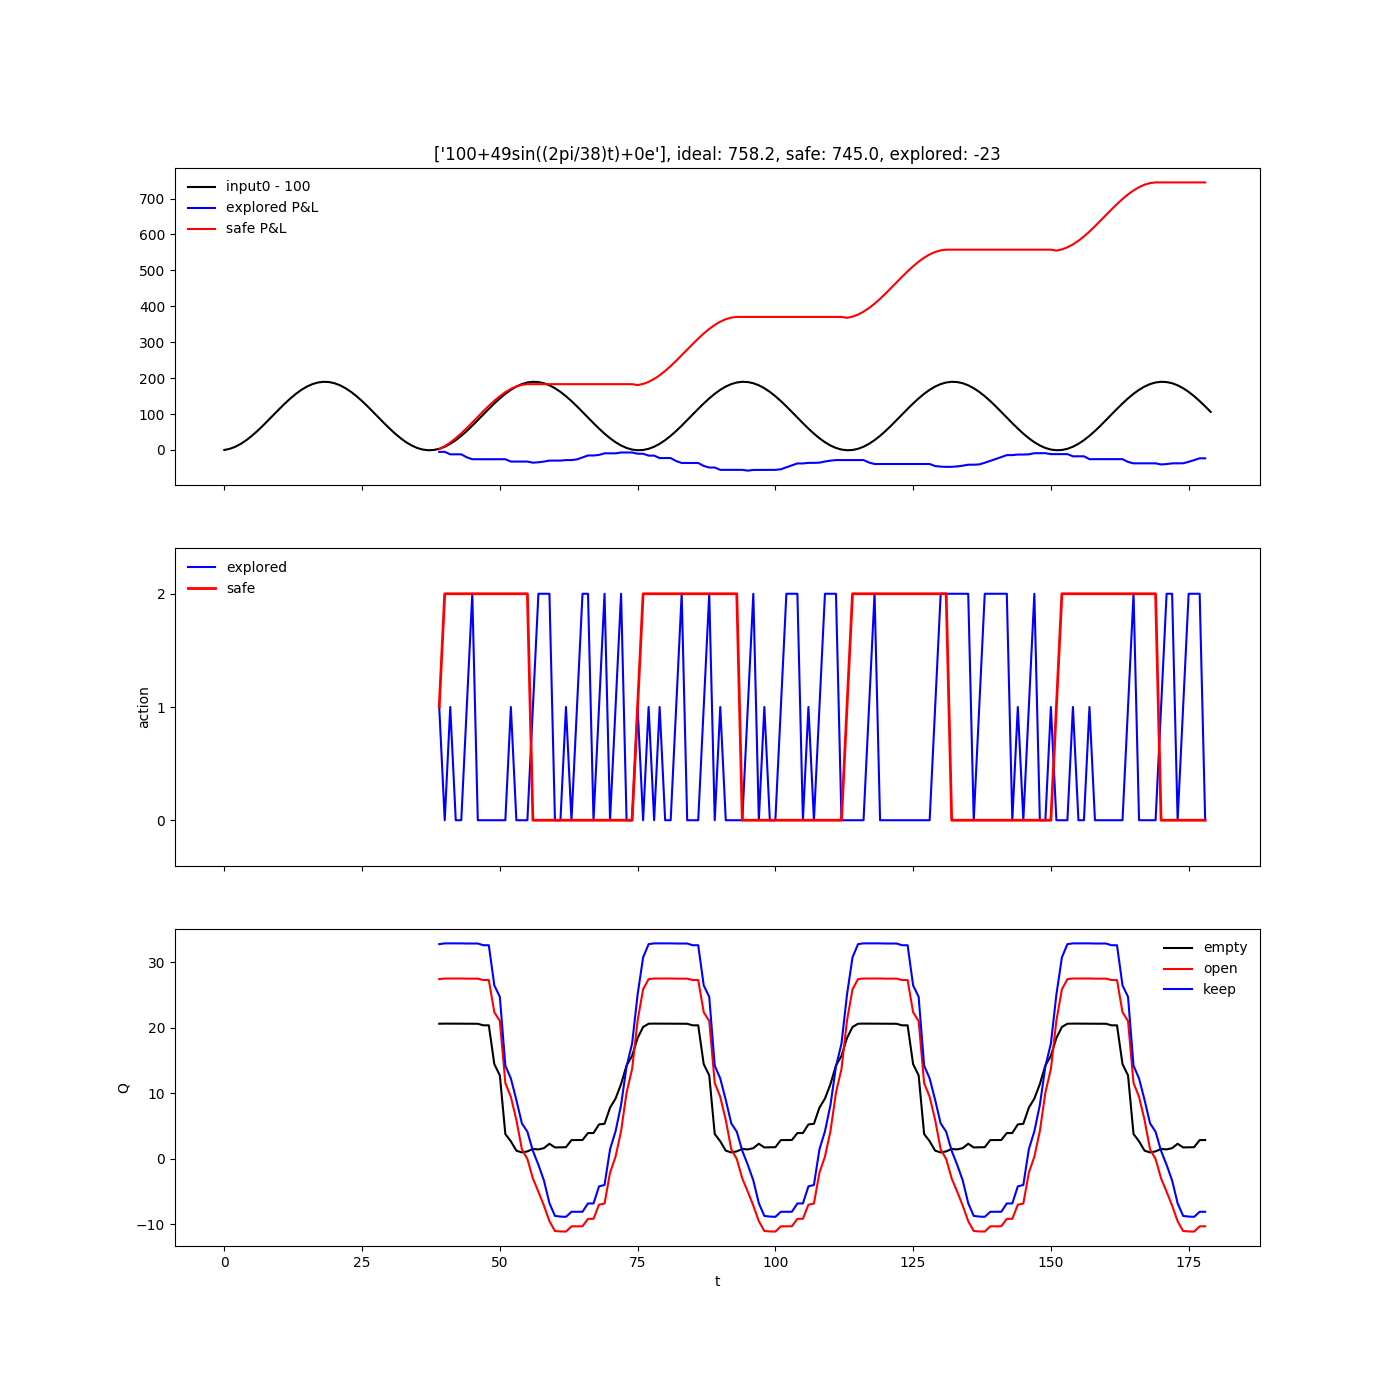 ['100+49sin((2pi/38)t)+0e'], ideal: 758.2, safe: 745.0, explored: -23
input0 - 100
explored P&L
safe P&L
700
600
500
400
300
200
100
0
explored
safe
2
1
0
action
empty
open
keep
30
20
10
0
−10
Q
0 25 50 75 100 125 150 175
t